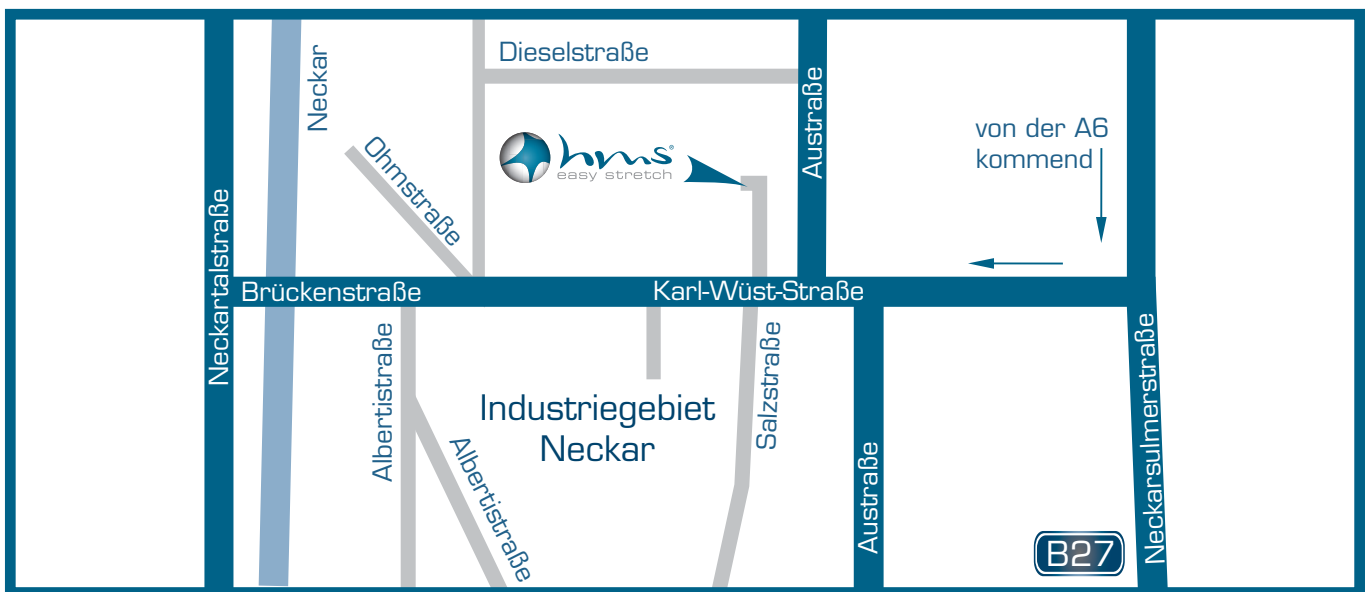 Dieselstraße
Neckar
Austraße
Ohmstraße
hms®
easy stretch
von der A6
kommend
Neckartalstraße
Brückenstraße
Karl-Wüst-Straße
Albertistraße
Albertistraße
Industriegebiet
Neckar
Salzstraße
Austraße
Neckarsulmerstraße
B27